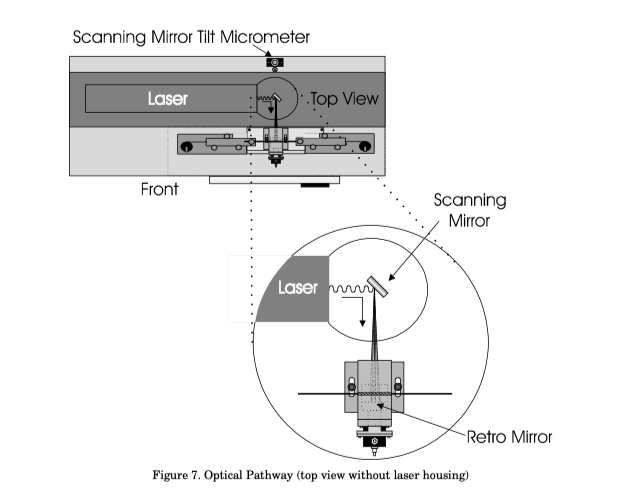 Scanning Mirror Tilt Micrometer
Laser
Top View
Front
Scanning
Mirror
Laser
Retro Mirror
Figure 7. Optical Pathway (top view without laser housing)